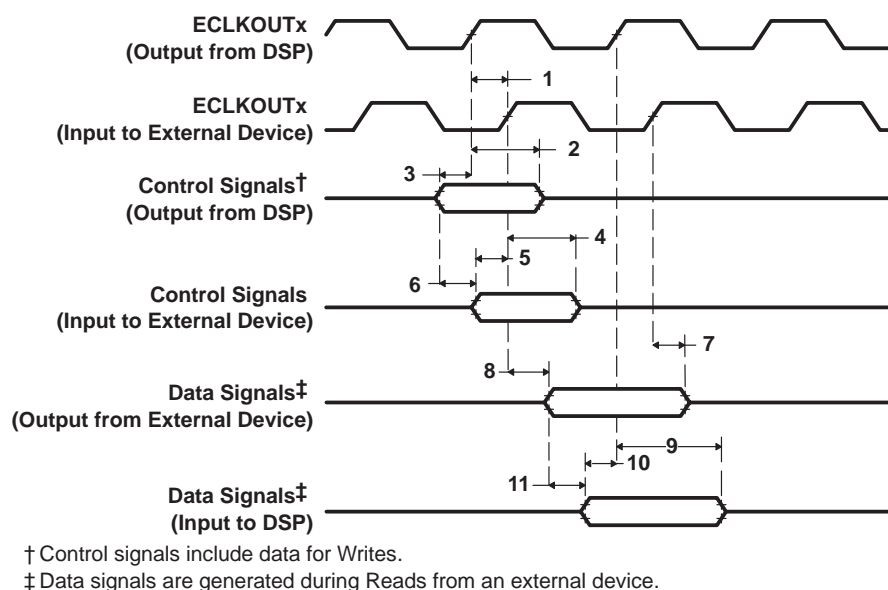 ECLKOUTx
(Output from DSP)
1
ECLKOUTx
(Input to External Device)
2
3
Control Signals†
(Output from DSP)
4
5
6
Control Signals
(Input to External Device)
7
8
Data Signals‡
(Output from External Device)
9
10
11
Data Signals‡
(Input to DSP)
† Control signals include data for Writes.
‡ Data signals are generated during Reads from an external device.